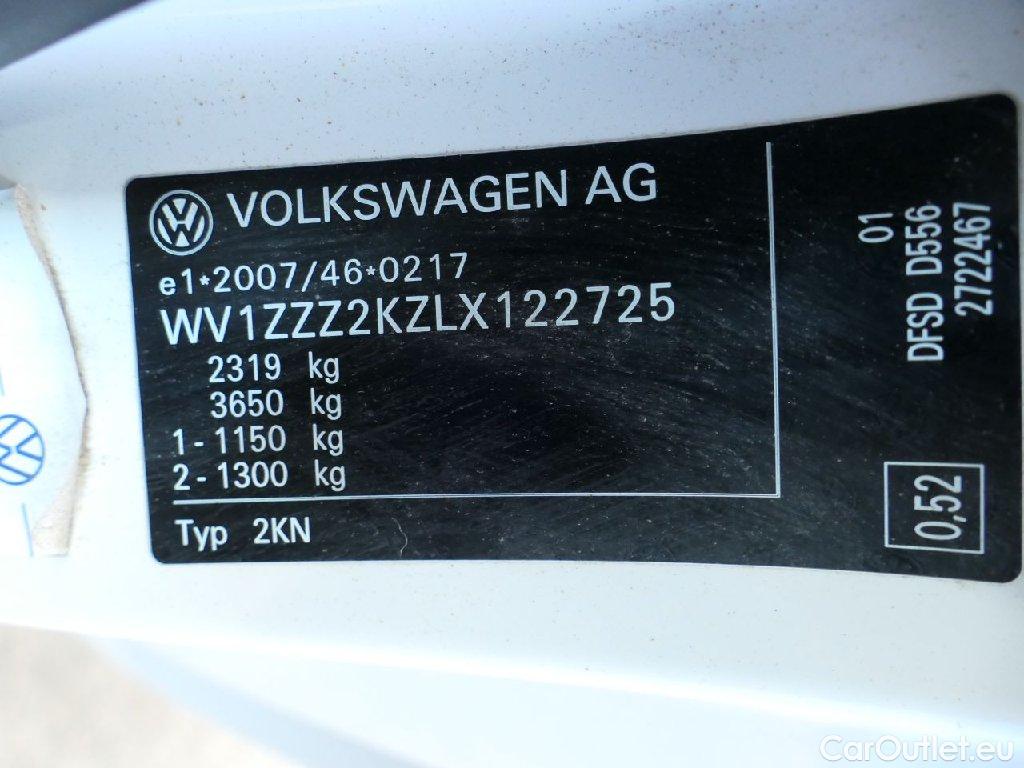 VOLKSWAGEN AG
e1*2007/46*0217
WV1ZZZ2KZLX122725
2319 kg
3650 kg
1 - 1150 kg
2 - 1300 kg
Typ 2KN
01
DFSD D556
2722467
0,52
CarOutlet.eu